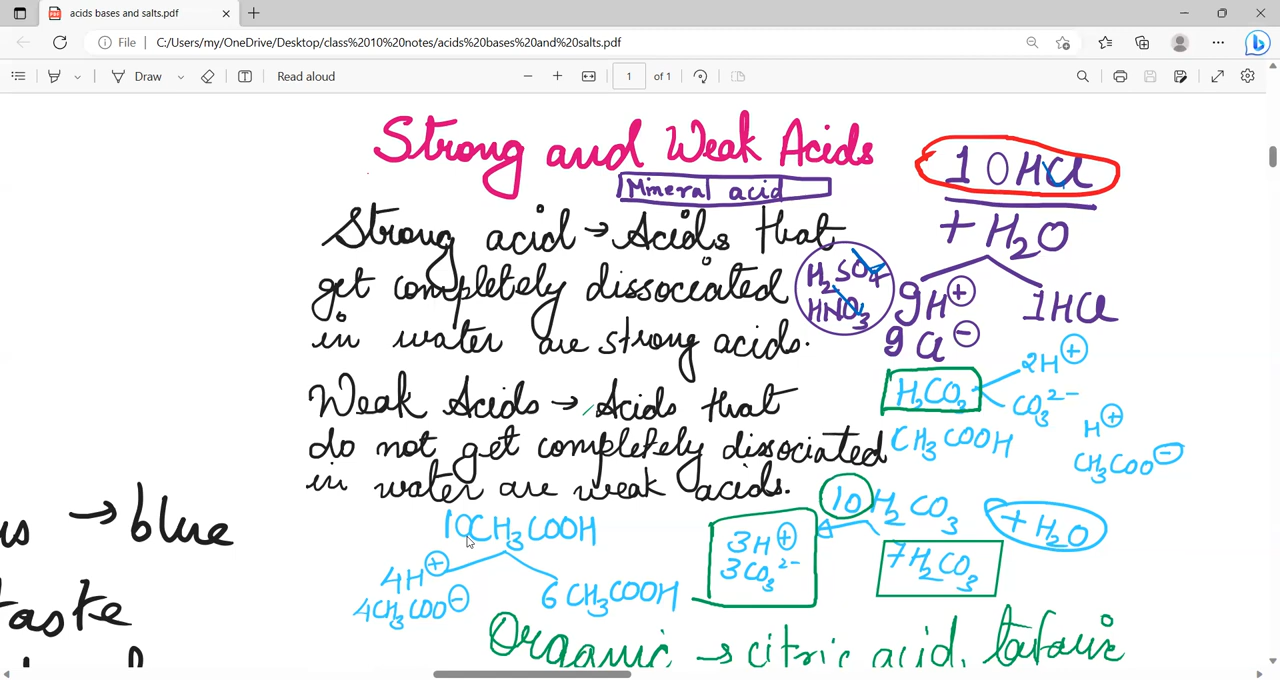 acids bases and salts.pdf
File C:/Users/my/OneDrive/Desktop/class%2010%20notes/acids%20bases%20and%20salts.pdf
Draw Read aloud 1 of 1
Strong and Weak Acids
Mineral acid
Strong acid → Acids that
get completely dissociated
in water are strong acids.
Weak Acids → Acids that
do not get completely dissociated
in water are weak acids.
10HCl
+ H2O
H2SO4
HNO3
9H+ 1HCl
9Cl-
H2CO3 2H+
CO3 2-
CH3COOH H+
CH3COO-
10CH3COOH
4H+
4CH3COO- 6CH3COOH
10H2CO3 + H2O
3H+
3CO3 2- 7H2CO3
→ blue
taste
Organic → citric acid,